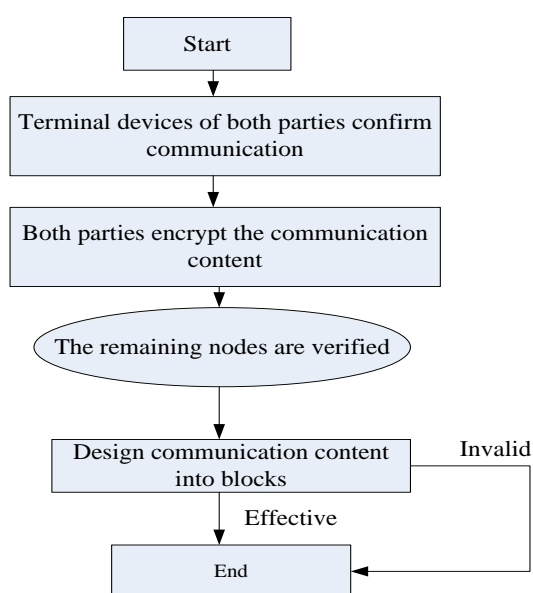 Start
Terminal devices of both parties confirm
communication
Both parties encrypt the communication
content
The remaining nodes are verified
Design communication content
into blocks
Invalid
Effective
End